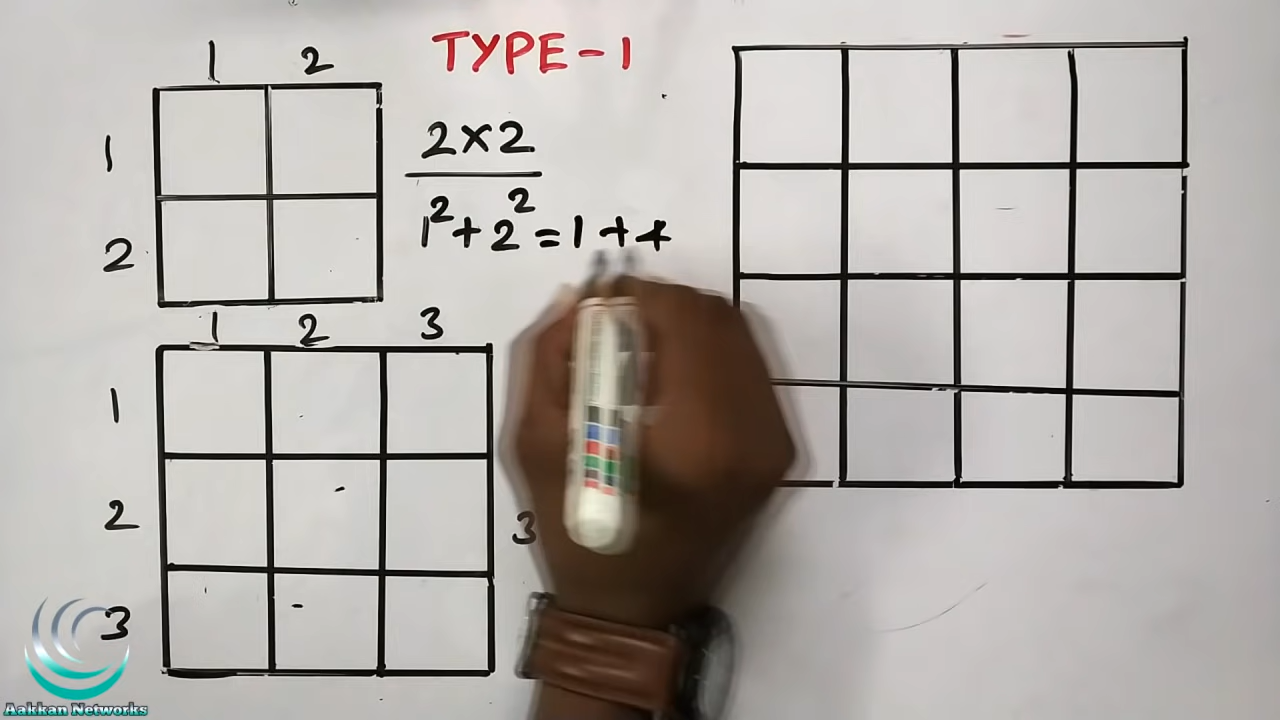 TYPE-1
1 2
1
2
2×2
1² + 2² = 1 + 4
1 2 3
1
2
3
3
Aakkan Networks